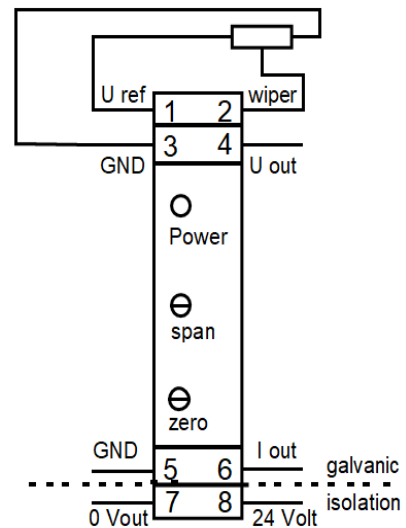 U ref 1 2 wiper
3 4
GND U out
Power
span
zero
GND I out
5 6 galvanic
7 8 isolation
0 Vout 24 Volt